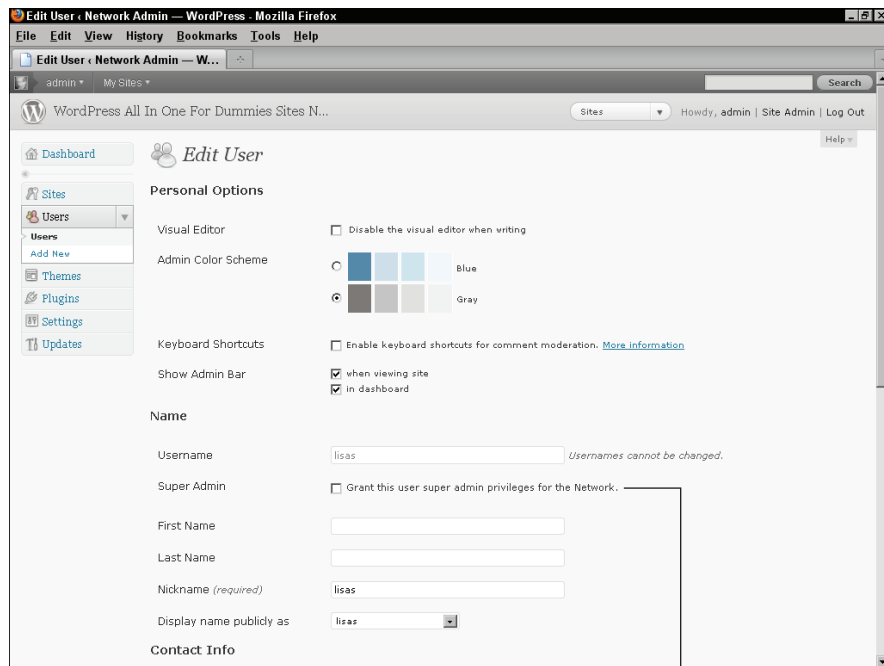 Edit User ‹ Network Admin — WordPress - Mozilla Firefox
File Edit View History Bookmarks Tools Help
Edit User ‹ Network Admin — W...
admin My Sites Search
WordPress All In One For Dummies Sites N... Sites Howdy, admin | Site Admin | Log Out
Help
Dashboard
Edit User
Sites
Users
Users
Add New
Themes
Plugins
Settings
Updates
Personal Options
Visual Editor Disable the visual editor when writing
Admin Color Scheme Blue
Gray
Keyboard Shortcuts Enable keyboard shortcuts for comment moderation. More information
Show Admin Bar when viewing site
in dashboard
Name
Username lisas Usernames cannot be changed.
Super Admin Grant this user super admin privileges for the Network.
First Name
Last Name
Nickname (required) lisas
Display name publicly as lisas
Contact Info